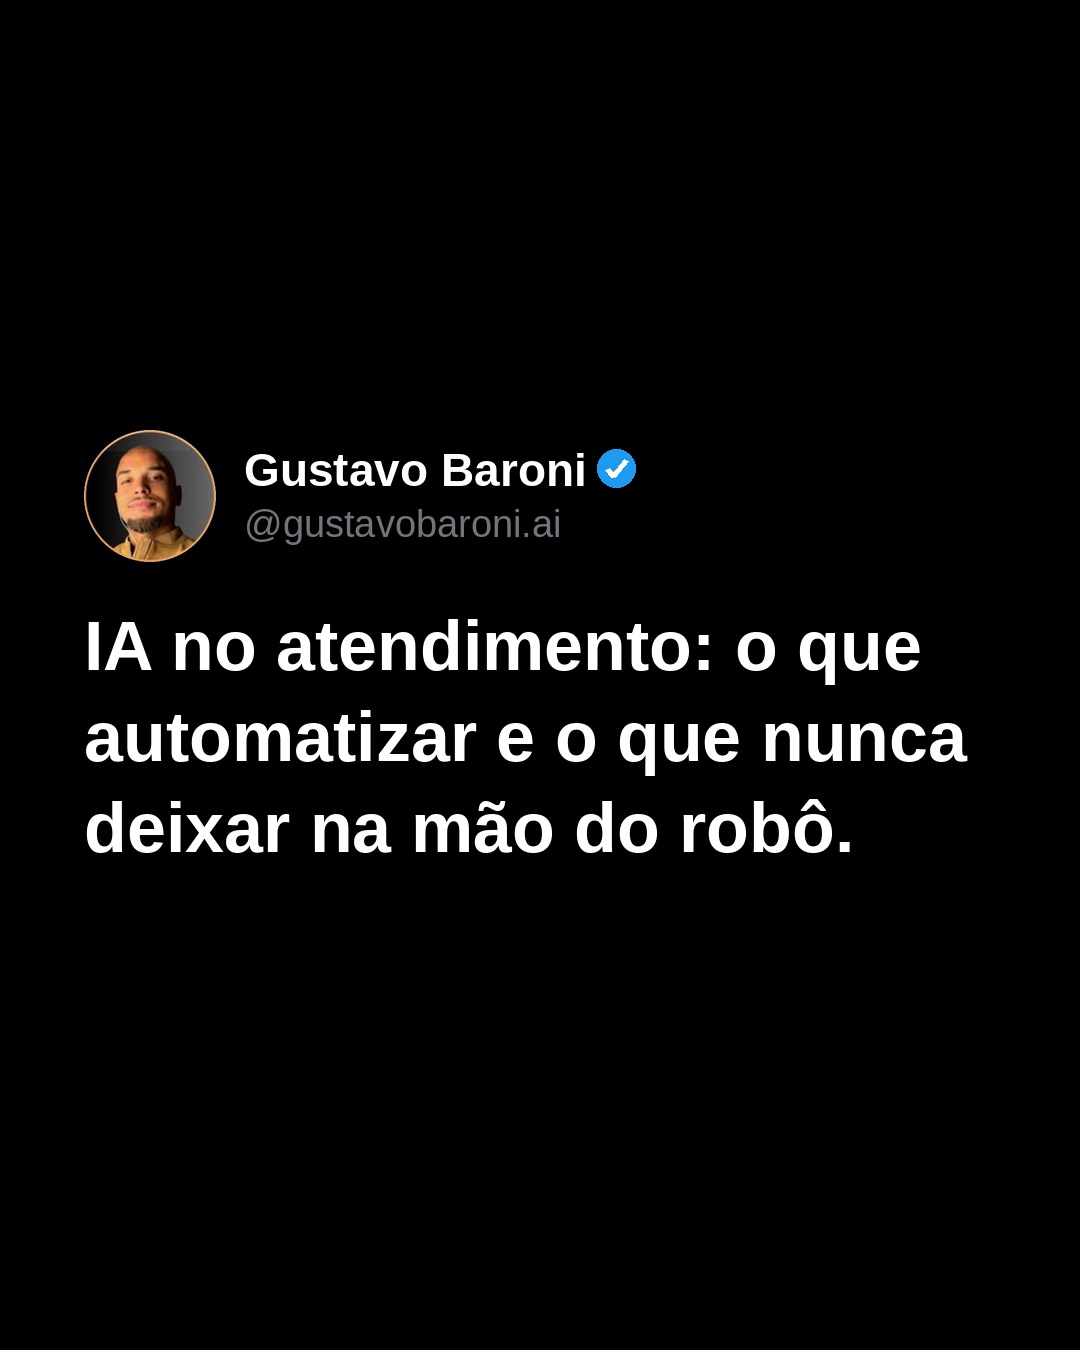 Gustavo Baroni
@gustavobaroni.ai
IA no atendimento: o que
automatizar e o que nunca
deixar na mão do robô.